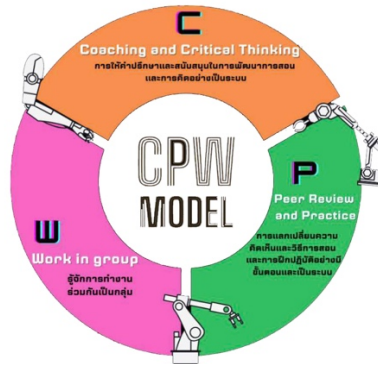 C
Coaching and Critical Thinking
การให้คำปรึกษาและสนับสนุนในการพัฒนาการสอน
และการคิดอย่างเป็นระบบ
CPW
MODEL
P
Peer Review
and Practice
การแลกเปลี่ยนความ
คิดเห็นและวิธีการสอน
และการฝึกปฏิบัติอย่างมี
ขั้นตอนและเป็นระบบ
W
Work in group
รู้จักการทำงาน
ร่วมกันเป็นกลุ่ม